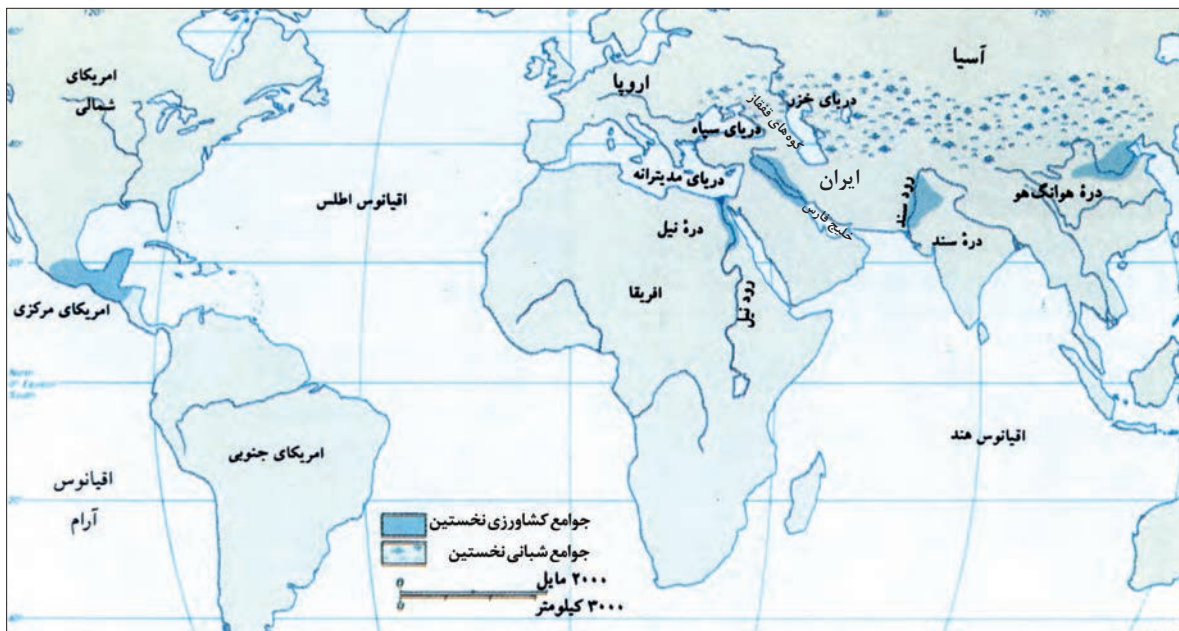 امریکای
شمالی
اروپا
آسیا
دریای خزر
کوه‌های قفقاز
دریای سیاه
ایران
دریای مدیترانه
اقیانوس اطلس
خلیج فارس
رود سند
درهٔ سند
درهٔ هوانگ‌هو
درهٔ نیل
رود نیل
افریقا
امریکای مرکزی
امریکای جنوبی
اقیانوس هند
اقیانوس
آرام
جوامع کشاورزی نخستین
جوامع شبانی نخستین
0
۲۰۰۰ مایل
0
۳۰۰۰ کیلومتر